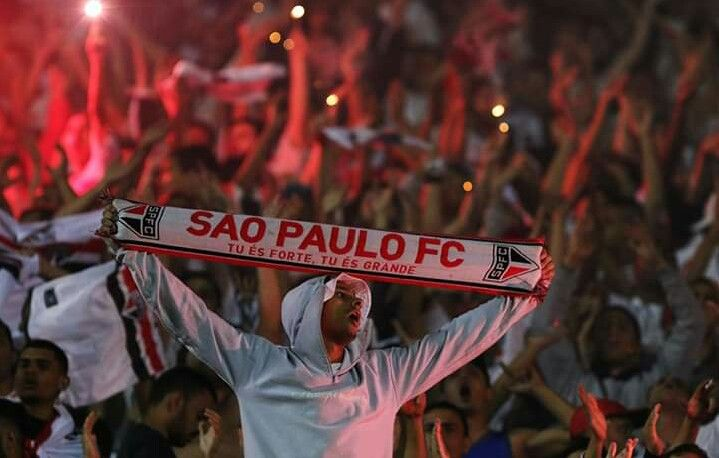 SPFC
SAO PAULO FC
TU ÉS FORTE, TU ÉS GRANDE
SPFC